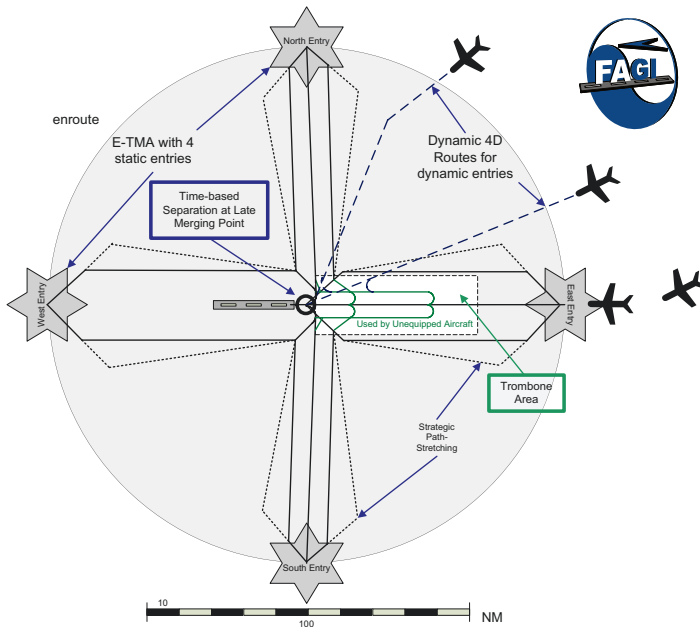 North Entry
FAGI
enroute
E-TMA with 4
static entries
Dynamic 4D
Routes for
dynamic entries
Time-based
Separation at Late
Merging Point
West Entry
East Entry
Used by Unequipped Aircraft
Trombone
Area
Strategic
Path-
Stretching
South Entry
10
100
NM